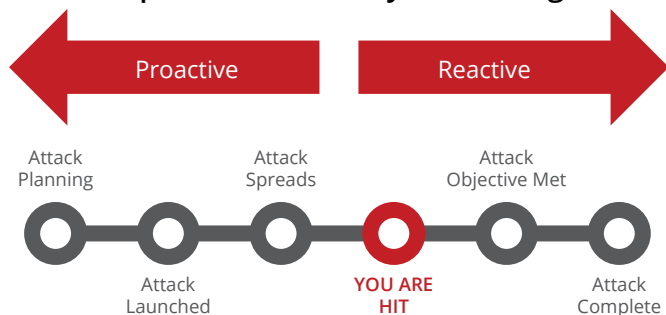 Proactive
Reactive
Attack
Planning
Attack
Spreads
Attack
Objective Met
Attack
Launched
YOU ARE
HIT
Attack
Complete